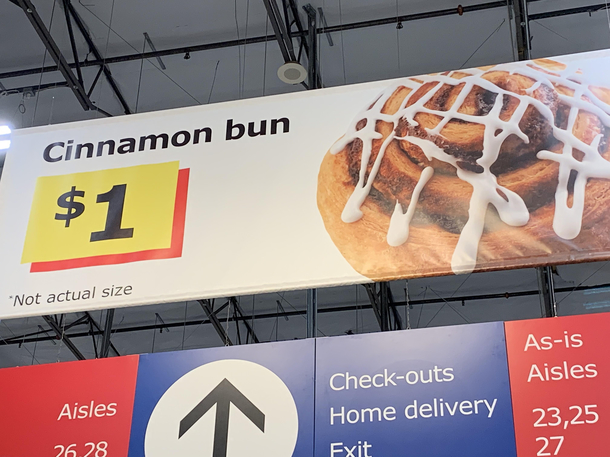 Cinnamon bun
$1
*Not actual size
Aisles
26,28
Check-outs
Home delivery
Exit
As-is
Aisles
23,25
27